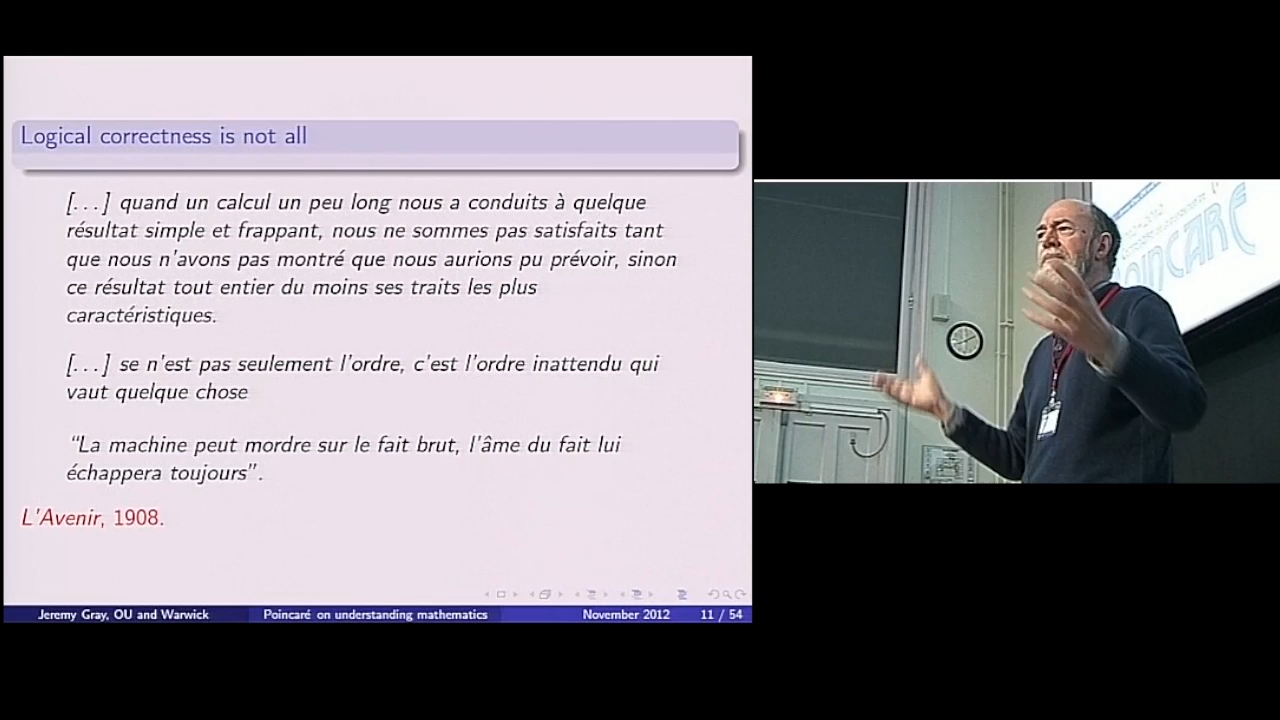 Logical correctness is not all
[...] quand un calcul un peu long nous a conduits à quelque
résultat simple et frappant, nous ne sommes pas satisfaits tant
que nous n'avons pas montré que nous aurions pu prévoir, sinon
ce résultat tout entier du moins ses traits les plus
caractéristiques.
[...] se n'est pas seulement l'ordre, c'est l'ordre inattendu qui
vaut quelque chose
“La machine peut mordre sur le fait brut, l'âme du fait lui
échappera toujours”.
L'Avenir, 1908.
Jeremy Gray, OU and Warwick Poincaré on understanding mathematics November 2012 11 / 54
POINCARÉ